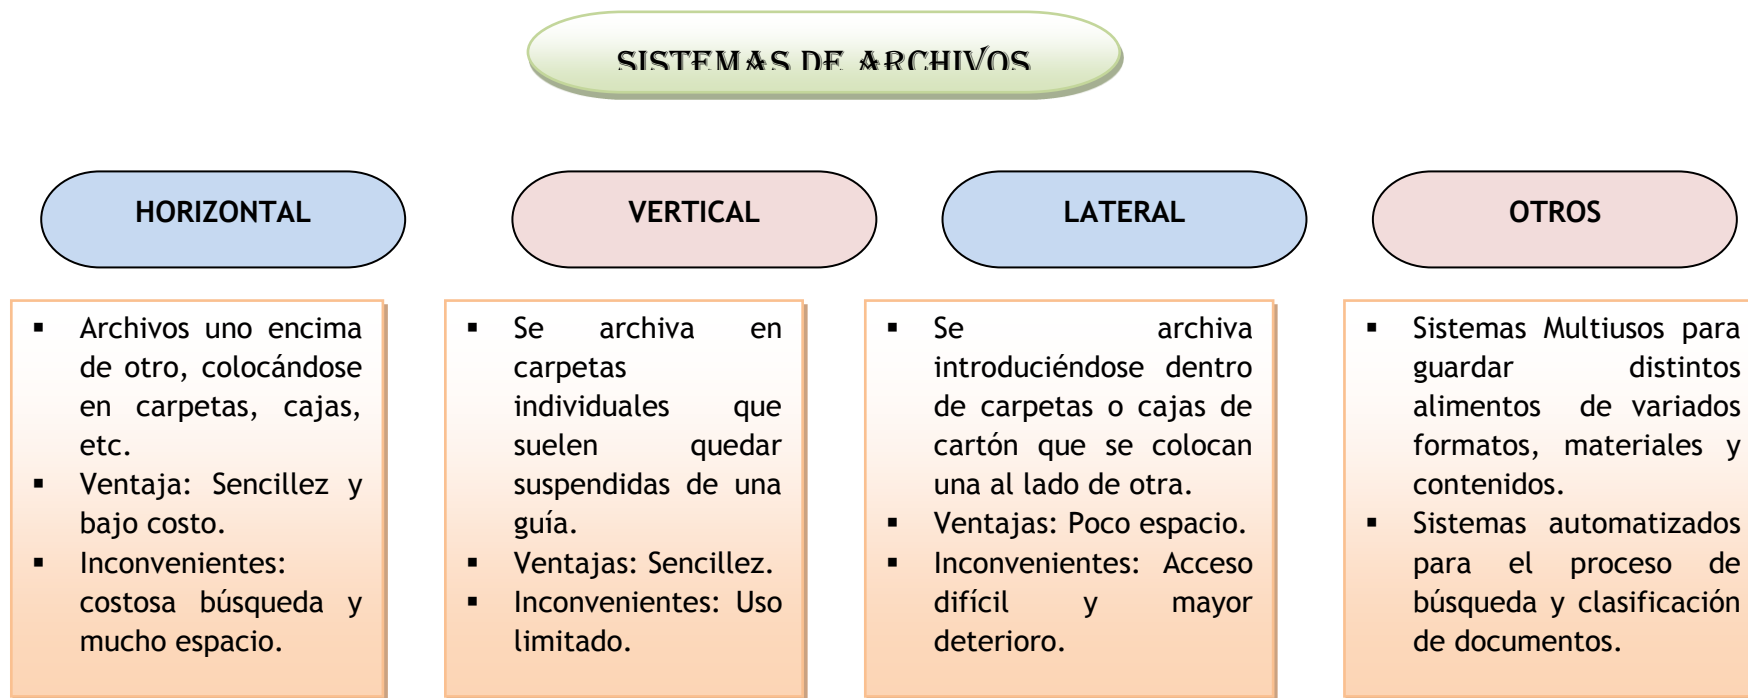 SISTEMAS DE ARCHIVOS
HORIZONTAL
Archivos uno encima
de otro, colocándose
en carpetas, cajas,
etc.
Ventaja: Sencillez y
bajo costo.
Inconvenientes:
costosa búsqueda y
mucho espacio.
VERTICAL
Se archiva en
carpetas
individuales que
suelen quedar
suspendidas de una
guía.
Ventajas: Sencillez.
Inconvenientes: Uso
limitado.
LATERAL
Se archiva
introduciéndose dentro
de carpetas o cajas de
cartón que se colocan
una al lado de otra.
Ventajas: Poco espacio.
Inconvenientes: Acceso
difícil y mayor
deterioro.
OTROS
Sistemas Multiusos para
guardar distintos
alimentos de variados
formatos, materiales y
contenidos.
Sistemas automatizados
para el proceso de
búsqueda y clasificación
de documentos.